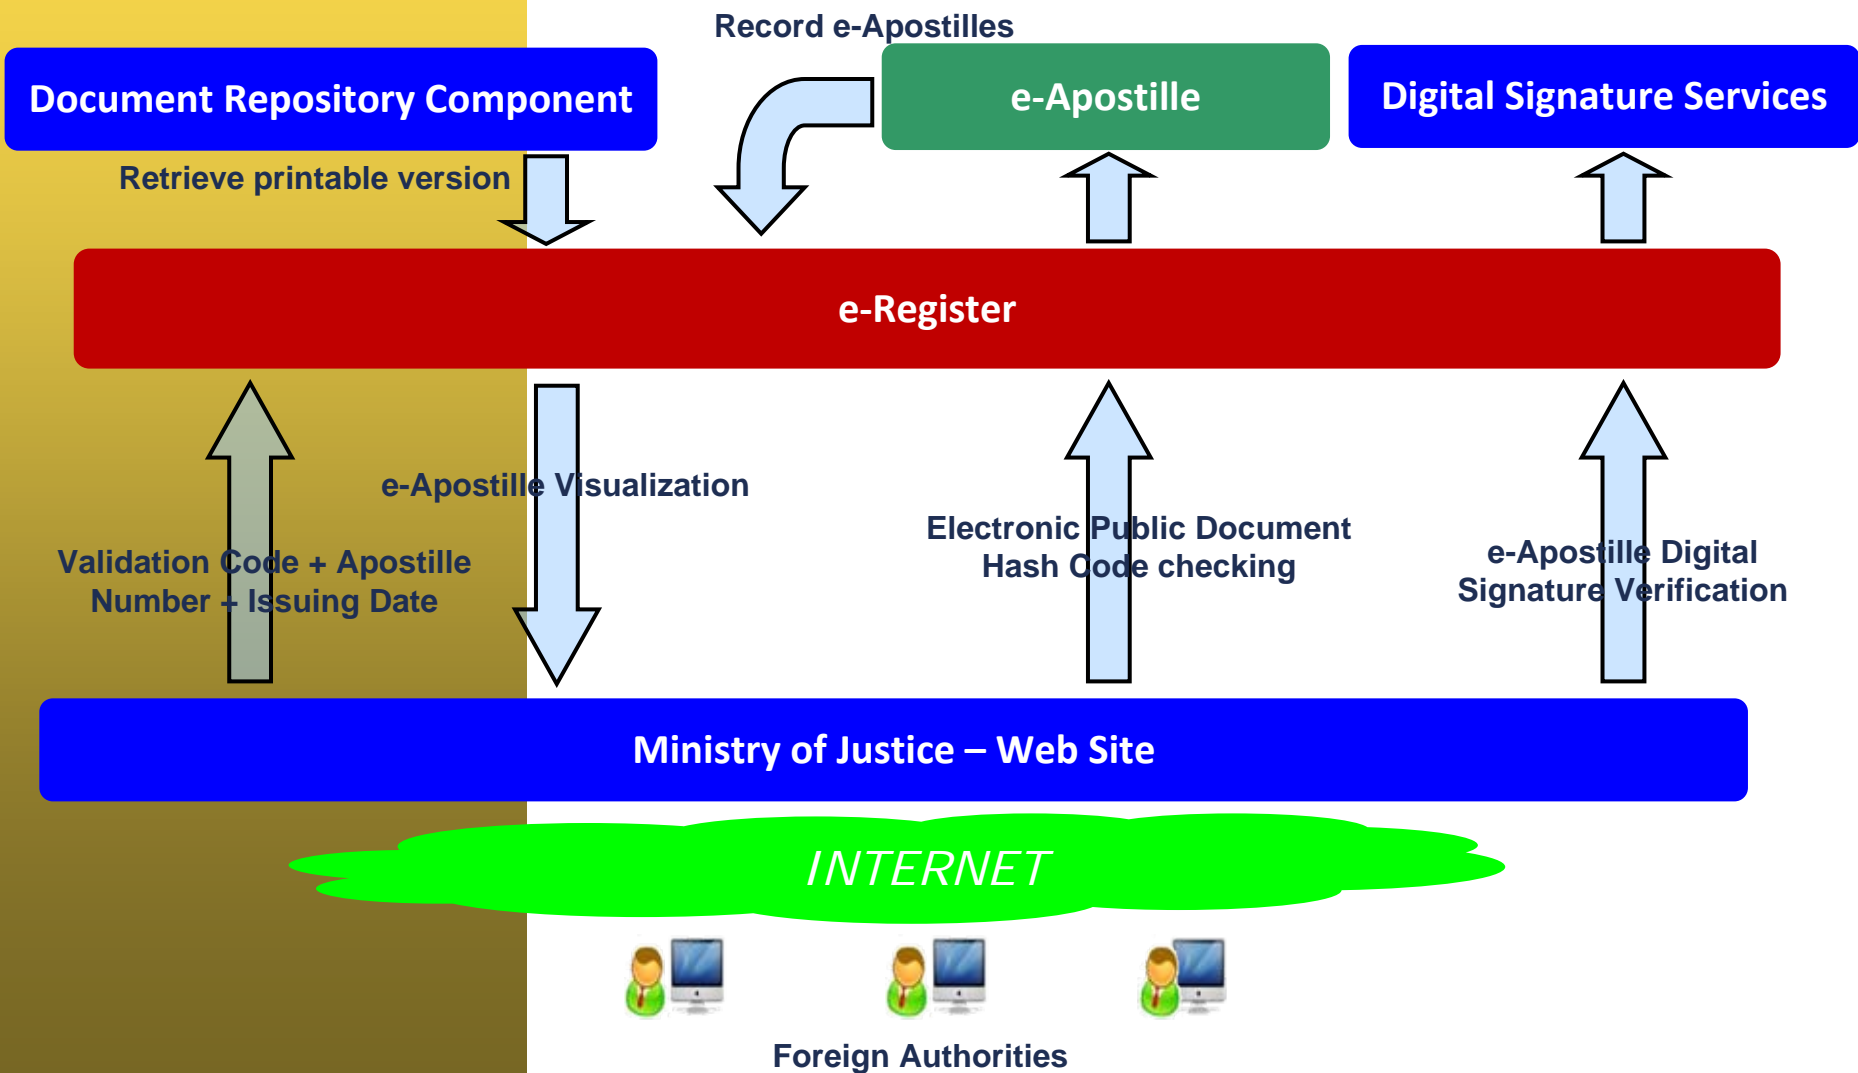 Record e-Apostilles
Document Repository Component
e-Apostille
Digital Signature Services
Retrieve printable version
e-Register
e-Apostille Visualization
Validation Code + Apostille
Number + Issuing Date
Electronic Public Document
Hash Code checking
e-Apostille Digital
Signature Verification
Ministry of Justice – Web Site
INTERNET
Foreign Authorities